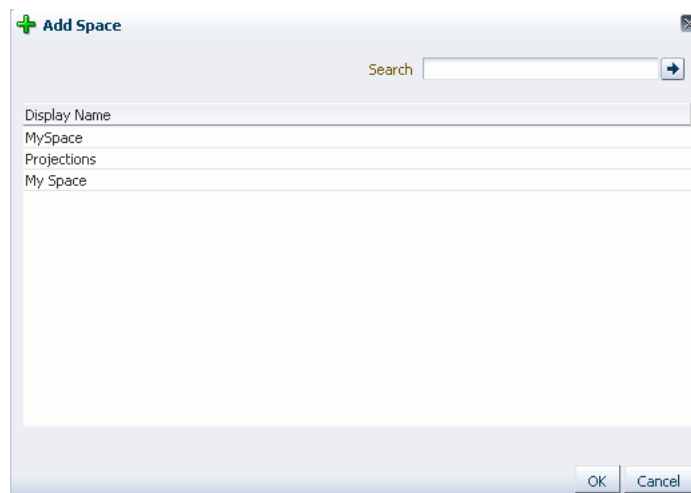 Add Space
Search
Display Name
MySpace
Projections
My Space
OK Cancel